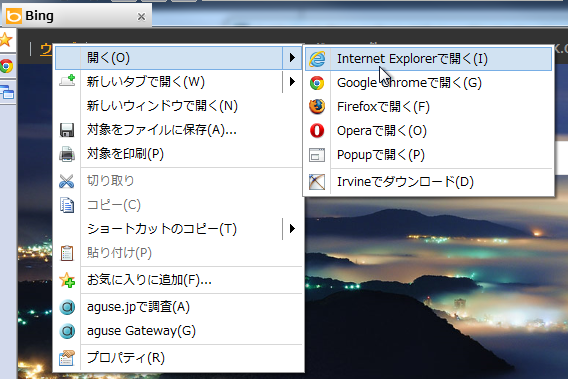 Bing
開く(O)
新しいタブで開く(W)
新しいウィンドウで開く(N)
対象をファイルに保存(A)...
対象を印刷(P)
切り取り
コピー(C)
ショートカットのコピー(T)
貼り付け(P)
お気に入りに追加(F)...
aguse.jpで調査(A)
aguse Gateway(G)
プロパティ(R)
Internet Explorerで開く(I)
Google Chromeで開く(G)
Firefoxで開く(F)
Operaで開く(O)
Popupで開く(P)
Irvineでダウンロード(D)